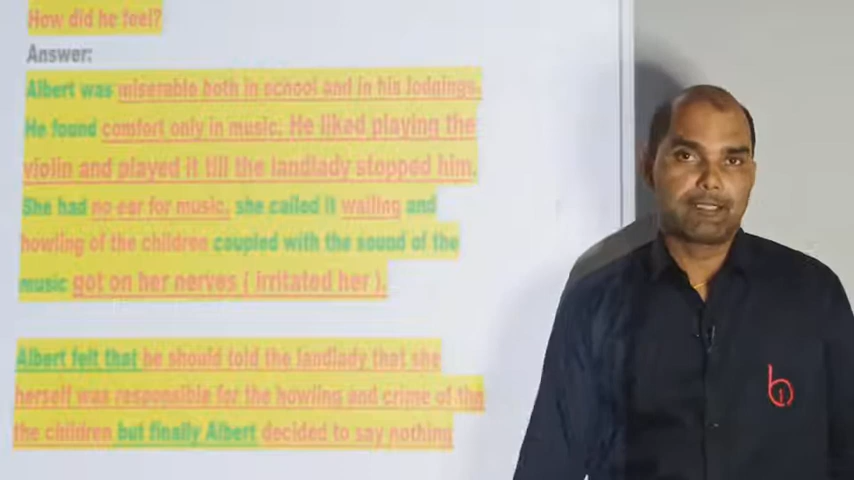 How did he feel?
Answer:
Albert was miserable both in school and in his lodgings.
He found comfort only in music. He liked playing the
violin and played it till the landlady stopped him.
She had no ear for music, she called it wailing and
howling of the children coupled with the sound of the
music got on her nerves ( irritated her ).
Albert felt that he should told the landlady that she
herself was responsible for the howling and crime of the
the children but finally Albert decided to say nothing